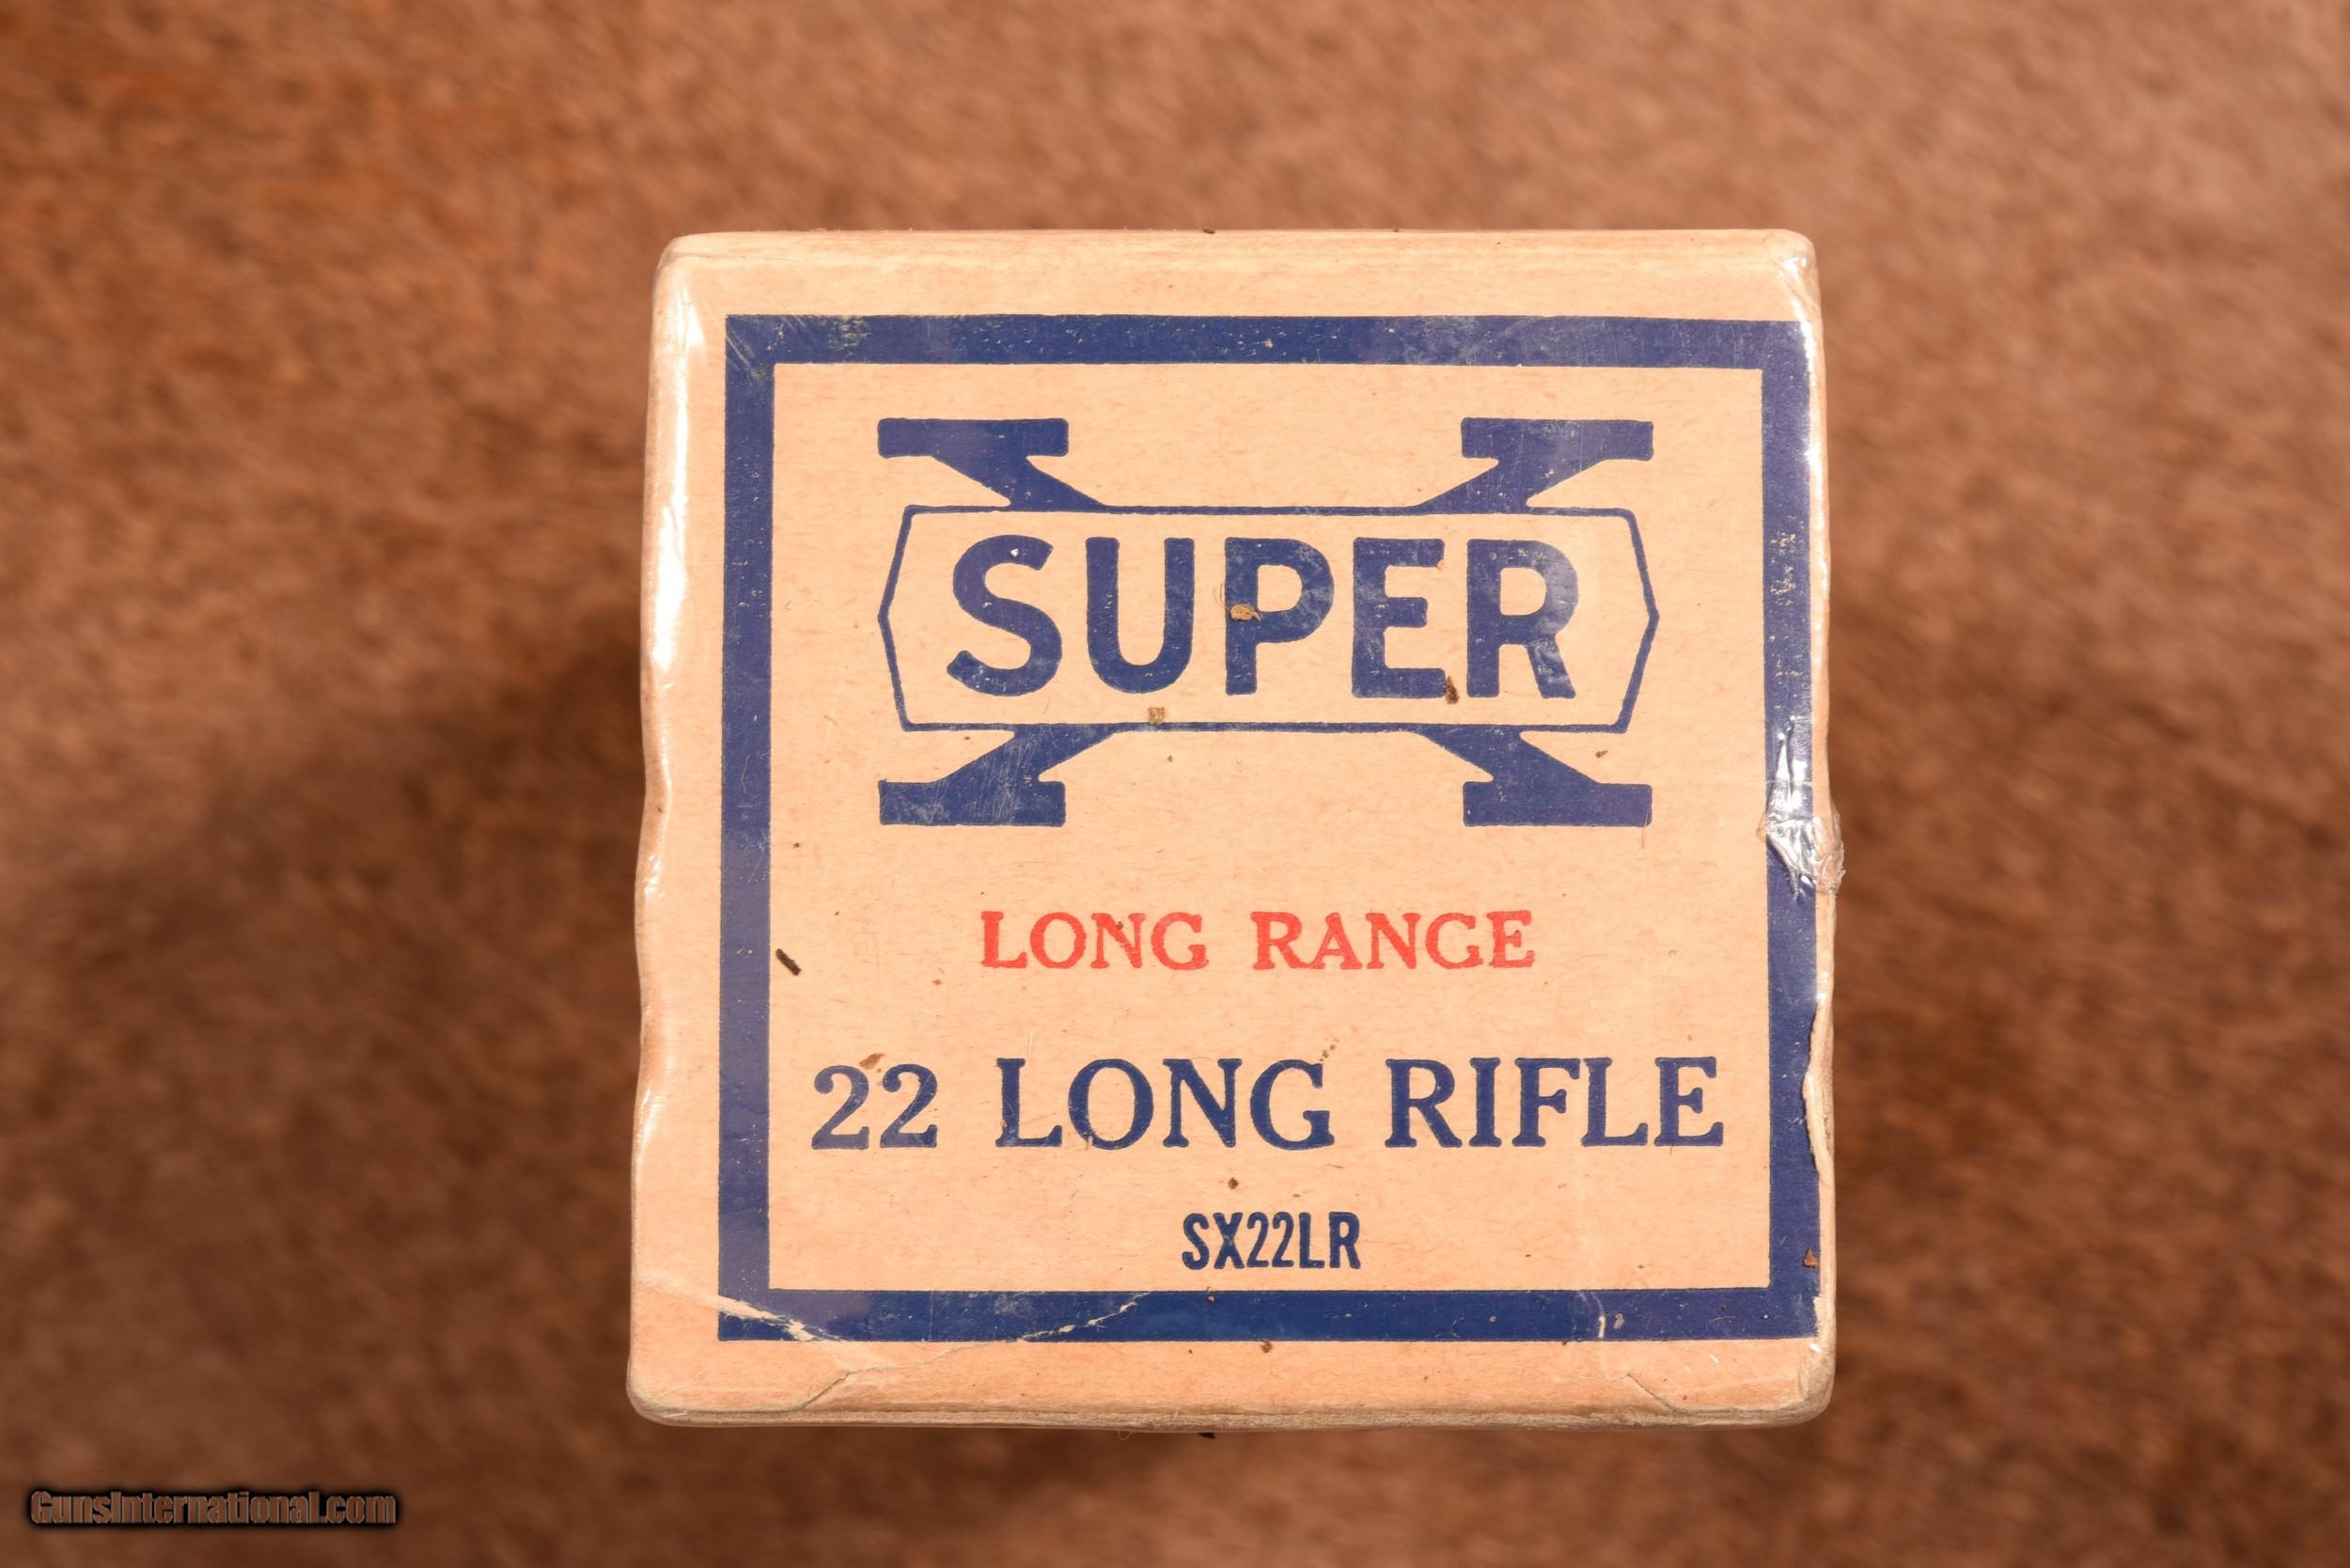 SUPER X
LONG RANGE
22 LONG RIFLE
SX22LR
GunsInternational.com